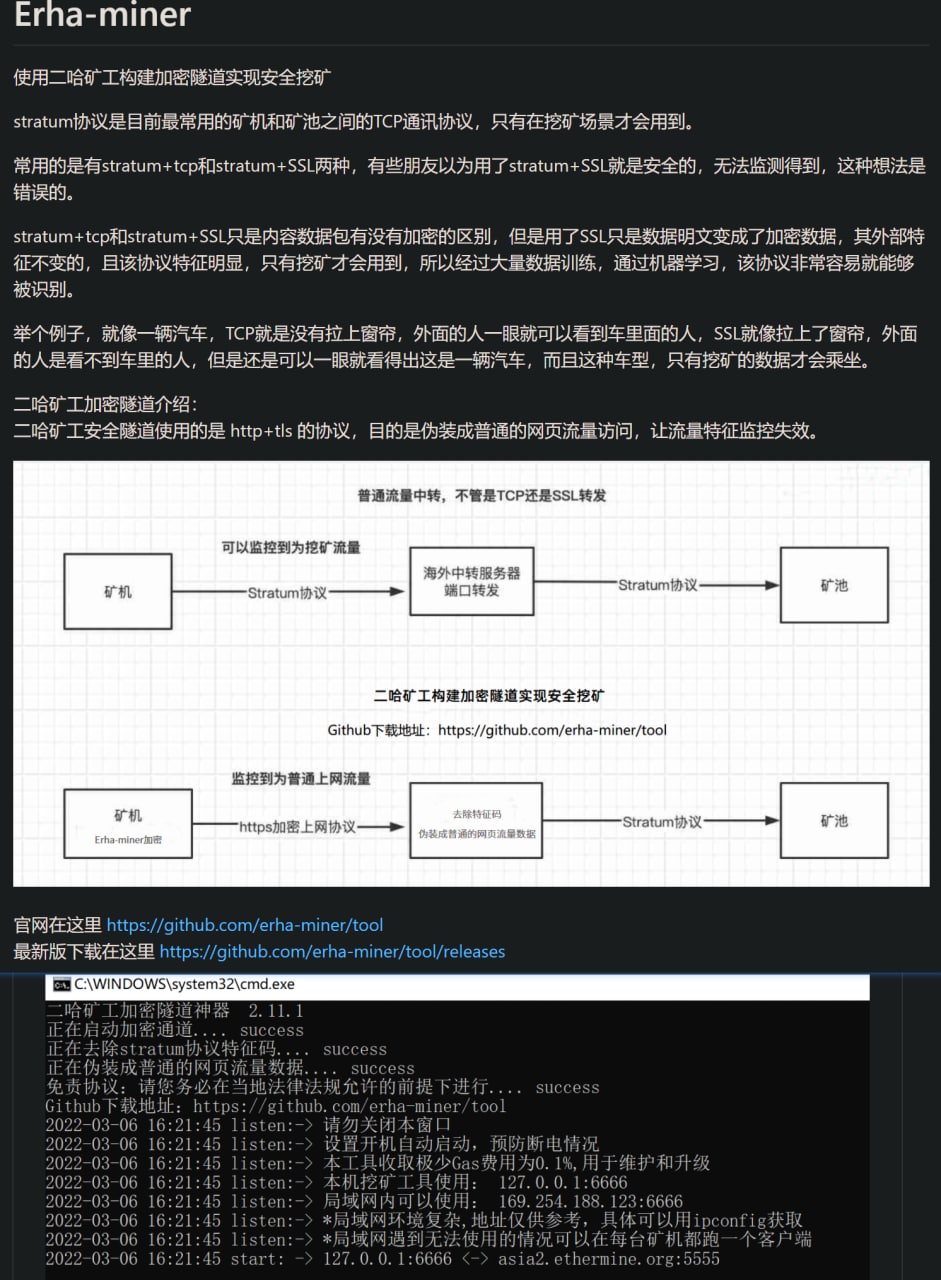 Erha-miner
使用二哈矿工构建加密隧道实现安全挖矿
stratum协议是目前最常用的矿机和矿池之间的TCP通讯协议，只有在挖矿场景才会用到。
常用的是有stratum+tcp和stratum+SSL两种，有些朋友以为用了stratum+SSL就是安全的，无法监测得到，这种想法是
错误的。
stratum+tcp和stratum+SSL只是内容数据包有没有加密的区别，但是用了SSL只是数据明文变成了加密数据，其外部特
征不变的，且该协议特征明显，只有挖矿才会用到，所以经过大量数据训练，通过机器学习，该协议非常容易就能够
被识别。
举个例子，就像一辆汽车，TCP就是没有拉上窗帘，外面的人一眼就可以看到车里面的人，SSL就像拉上了窗帘，外面
的人是看不到车里的人，但是还是可以一眼就看得出这是一辆汽车，而且这种车型，只有挖矿的数据才会乘坐。
二哈矿工加密隧道介绍：
二哈矿工安全隧道使用的是 http+tls 的协议，目的是伪装成普通的网页流量访问，让流量特征监控失效。
普通流量中转，不管是TCP还是SSL转发
可以监控到为挖矿流量
矿机
Stratum协议
海外中转服务器
端口转发
Stratum协议
矿池
二哈矿工构建加密隧道实现安全挖矿
Github下载地址：https://github.com/erha-miner/tool
监控到为普通上网流量
矿机
Erha-miner加密
https加密上网协议
去除特征码
伪装成普通的网页流量数据
Stratum协议
矿池
官网在这里 https://github.com/erha-miner/tool
最新版下载在这里 https://github.com/erha-miner/tool/releases
C:\WINDOWS\system32\cmd.exe
二哈矿工加密隧道神器  2.11.1
正在启动加密通道.... success
正在去除stratum协议特征码.... success
正在伪装成普通的网页流量数据.... success
免责协议：请您务必在当地法律法规允许的前提下进行.... success
Github下载地址：https://github.com/erha-miner/tool
2022-03-06 16:21:45 listen:-> 请勿关闭本窗口
2022-03-06 16:21:45 listen:-> 设置开机自动启动，预防断电情况
2022-03-06 16:21:45 listen:-> 本工具收取极少Gas费用为0.1%,用于维护和升级
2022-03-06 16:21:45 listen:-> 本机挖矿工具使用： 127.0.0.1:6666
2022-03-06 16:21:45 listen:-> 局域网内可以使用： 169.254.188.123:6666
2022-03-06 16:21:45 listen:-> *局域网环境复杂,地址仅供参考，具体可以用ipconfig获取
2022-03-06 16:21:45 listen:-> *局域网遇到无法使用的情况可以在每台矿机都跑一个客户端
2022-03-06 16:21:45 start: -> 127.0.0.1:6666 <-> asia2.ethermine.org:5555